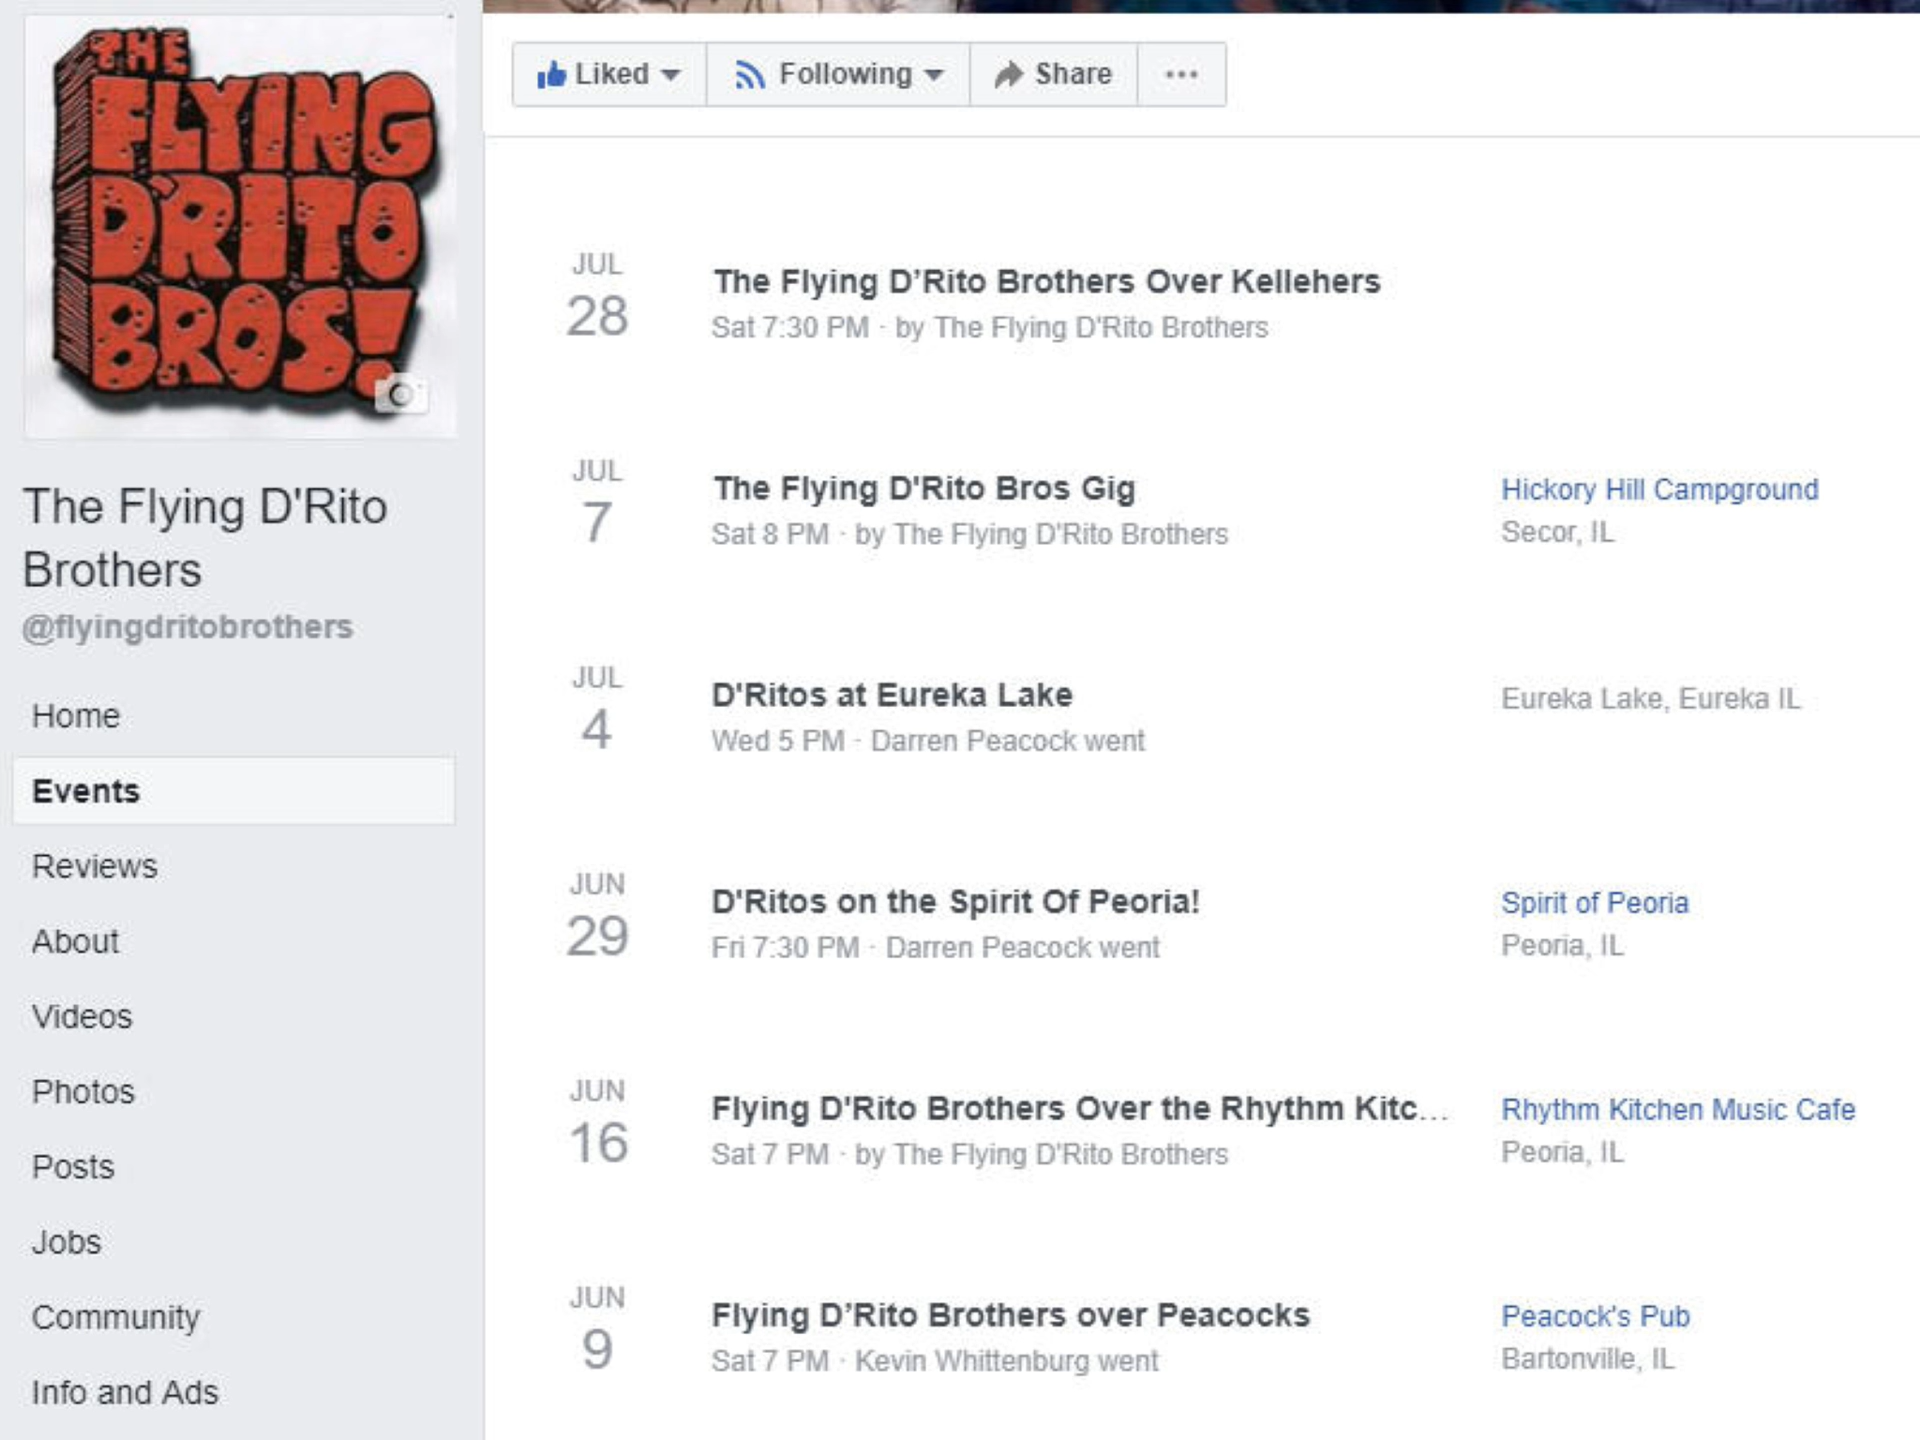 THE
FLYING
D'RITO
BROS!
The Flying D'Rito
Brothers
@flyingdritobrothers
Home
Events
Reviews
About
Videos
Photos
Posts
Jobs
Community
Info and Ads
Liked
Following
Share
JUL
28
The Flying D’Rito Brothers Over Kellehers
Sat 7:30 PM · by The Flying D'Rito Brothers
JUL
7
The Flying D'Rito Bros Gig
Sat 8 PM · by The Flying D'Rito Brothers
Hickory Hill Campground
Secor, IL
JUL
4
D'Ritos at Eureka Lake
Wed 5 PM · Darren Peacock went
Eureka Lake, Eureka IL
JUN
29
D'Ritos on the Spirit Of Peoria!
Fri 7:30 PM · Darren Peacock went
Spirit of Peoria
Peoria, IL
JUN
16
Flying D'Rito Brothers Over the Rhythm Kitc...
Sat 7 PM · by The Flying D'Rito Brothers
Rhythm Kitchen Music Cafe
Peoria, IL
JUN
9
Flying D’Rito Brothers over Peacocks
Sat 7 PM · Kevin Whittenburg went
Peacock's Pub
Bartonville, IL